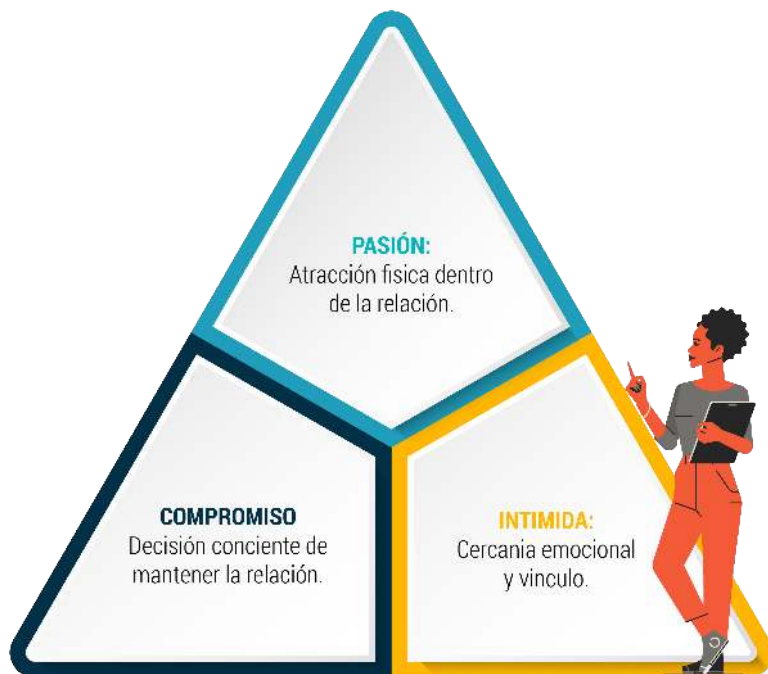 PASIÓN:
Atracción fisica dentro
de la relación.
COMPROMISO
Decisión conciente de
mantener la relación.
INTIMIDA:
Cercania emocional
y vinculo.